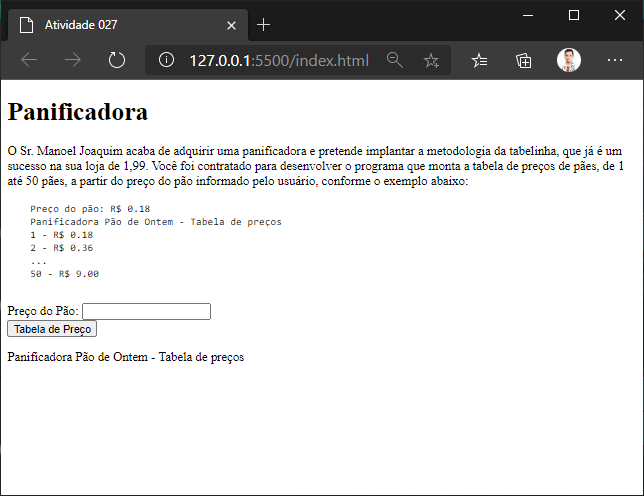 Atividade 027
127.0.0.1:5500/index.html
Panificadora
O Sr. Manoel Joaquim acaba de adquirir uma panificadora e pretende implantar a metodologia da tabelinha, que já é um
sucesso na sua loja de 1,99. Você foi contratado para desenvolver o programa que monta a tabela de preços de pães, de 1
até 50 pães, a partir do preço do pão informado pelo usuário, conforme o exemplo abaixo:
Preço do pão: R$ 0.18
Panificadora Pão de Ontem - Tabela de preços
1 - R$ 0.18
2 - R$ 0.36
...
50 - R$ 9.00
Preço do Pão:
Tabela de Preço
Panificadora Pão de Ontem - Tabela de preços